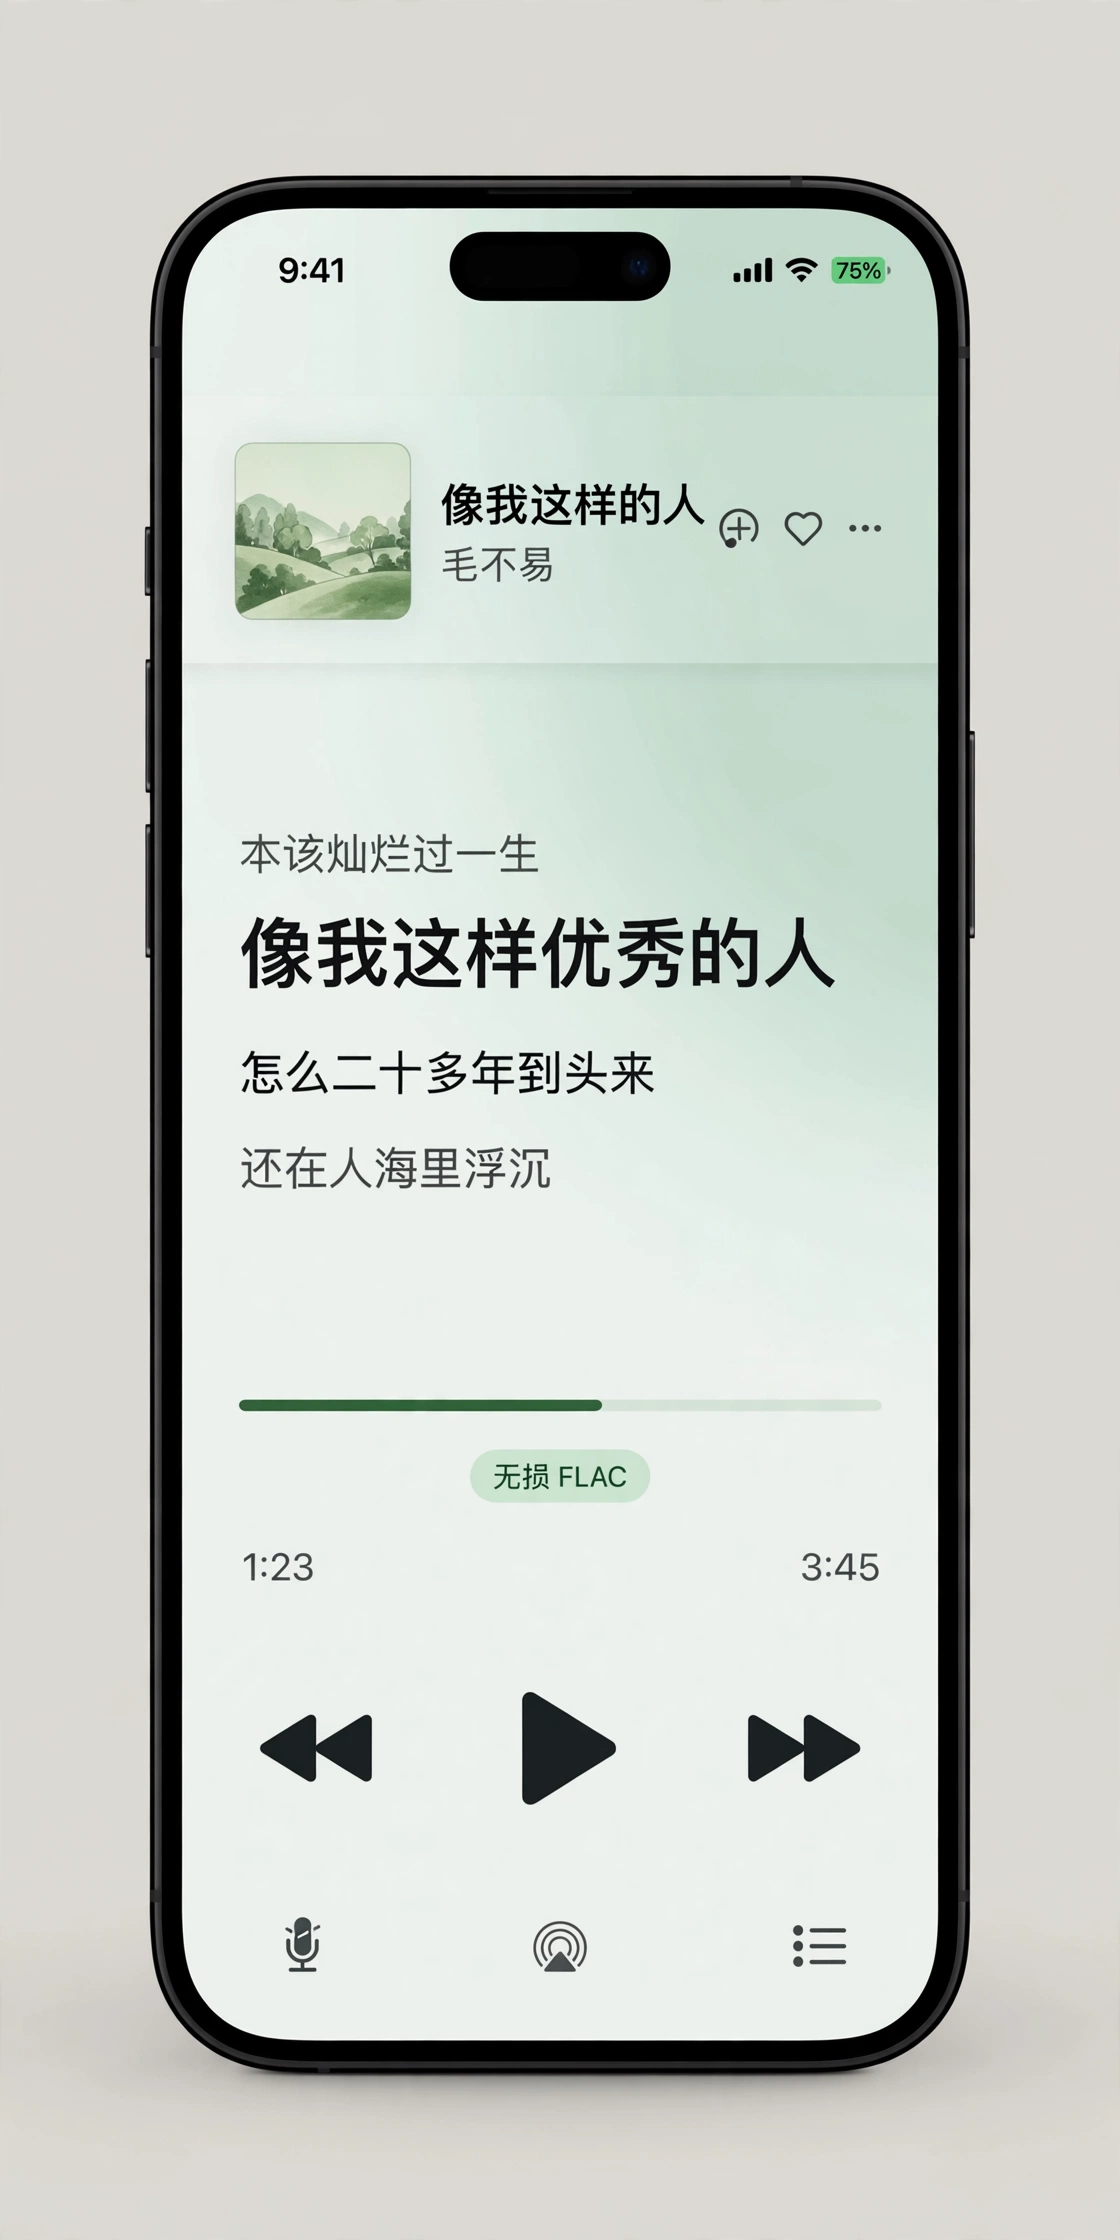 9:41
75%
像我这样的人
毛不易
本该灿烂过一生
像我这样优秀的人
怎么二十多年到头来
还在人海里浮沉
无损 FLAC
1:23
3:45